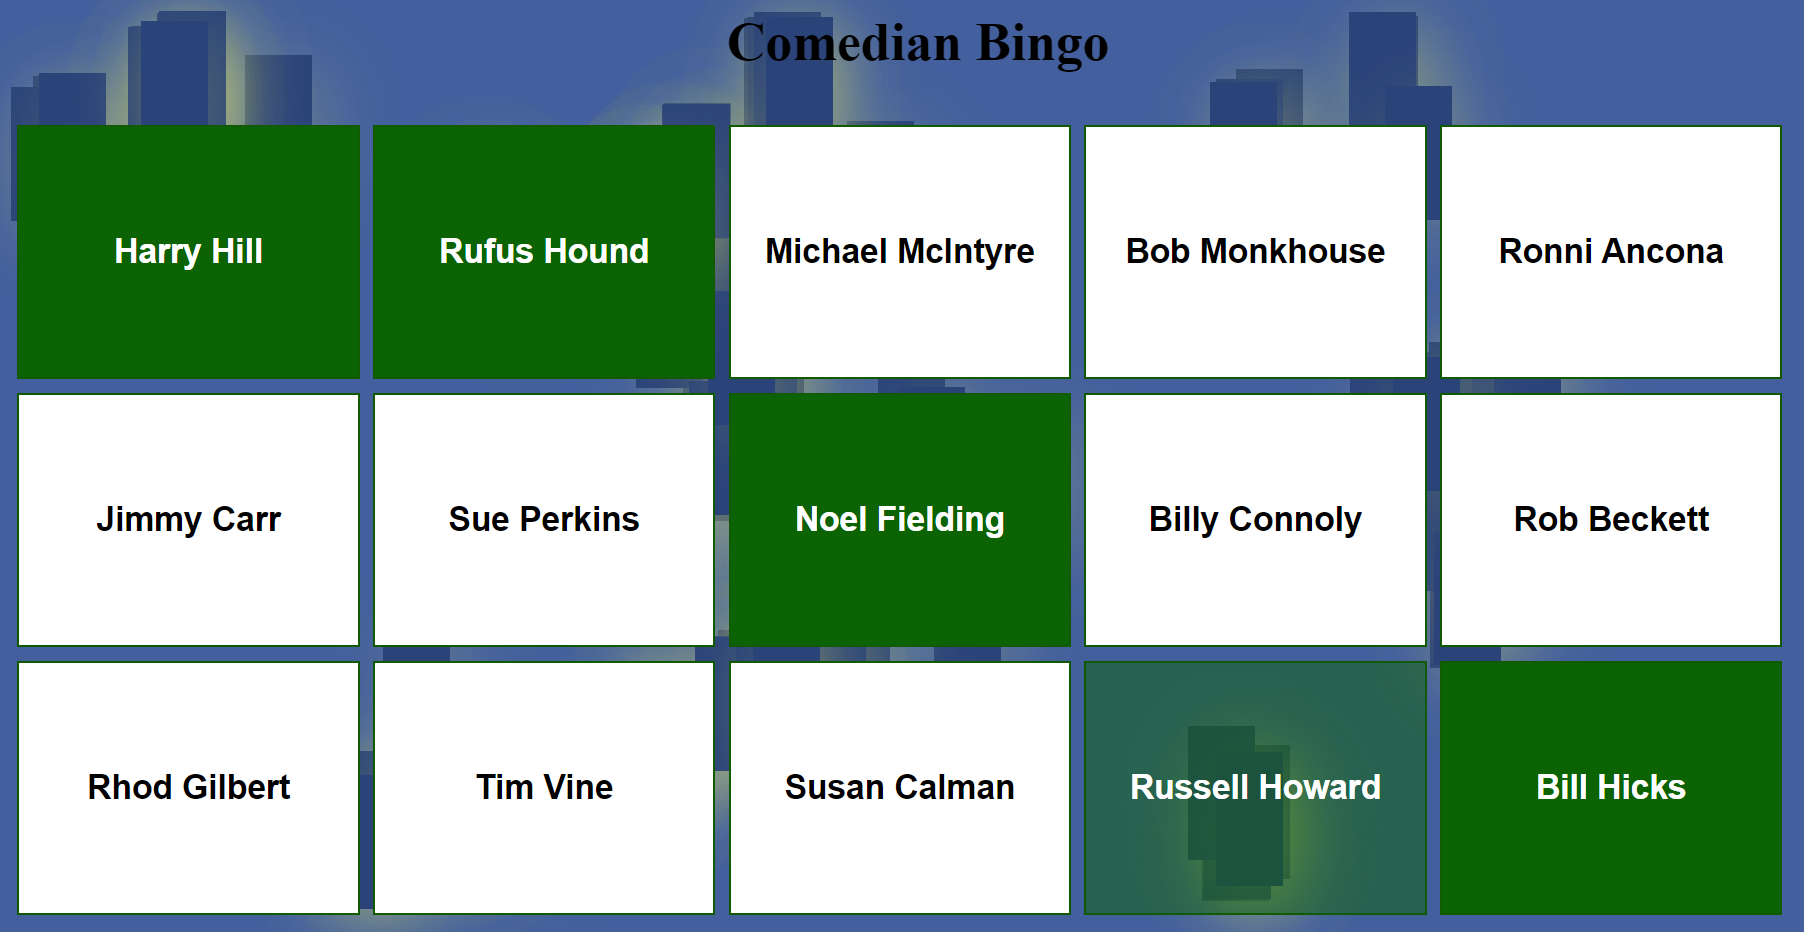 Comedian Bingo
Harry Hill
Rufus Hound
Michael McIntyre
Bob Monkhouse
Ronni Ancona
Jimmy Carr
Sue Perkins
Noel Fielding
Billy Connoly
Rob Beckett
Rhod Gilbert
Tim Vine
Susan Calman
Russell Howard
Bill Hicks